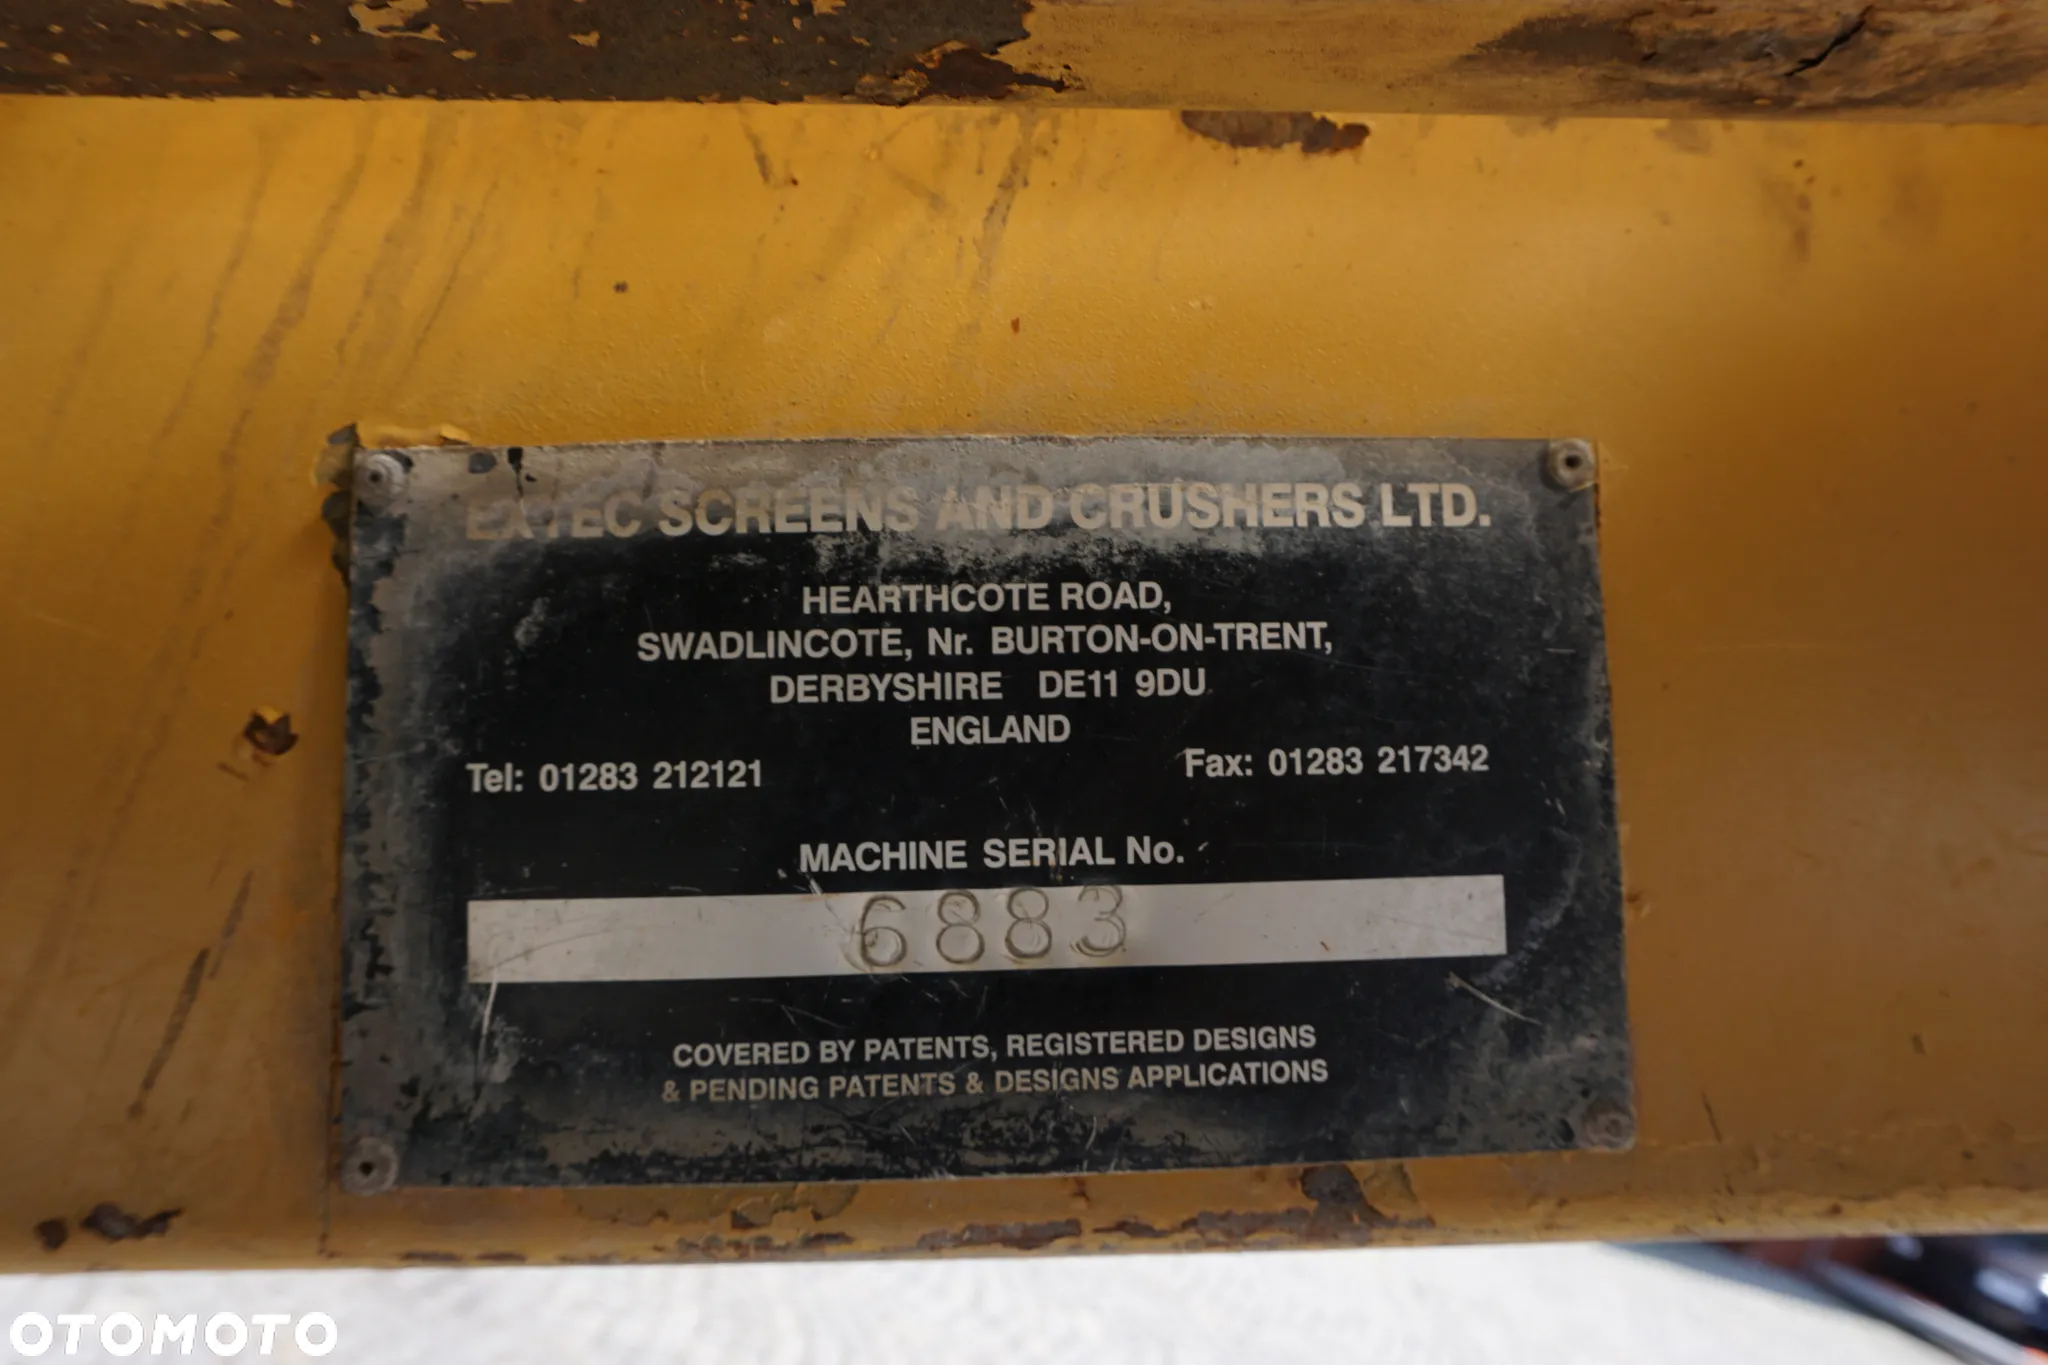 EXTEC SCREENS AND CRUSHERS LTD.
HEARTHCOTE ROAD,
SWADLINCOTE, Nr. BURTON-ON-TRENT,
DERBYSHIRE DE11 9DU
ENGLAND
Tel: 01283 212121 Fax: 01283 217342
MACHINE SERIAL No.
6883
COVERED BY PATENTS, REGISTERED DESIGNS
& PENDING PATENTS & DESIGNS APPLICATIONS
OTOMOTO